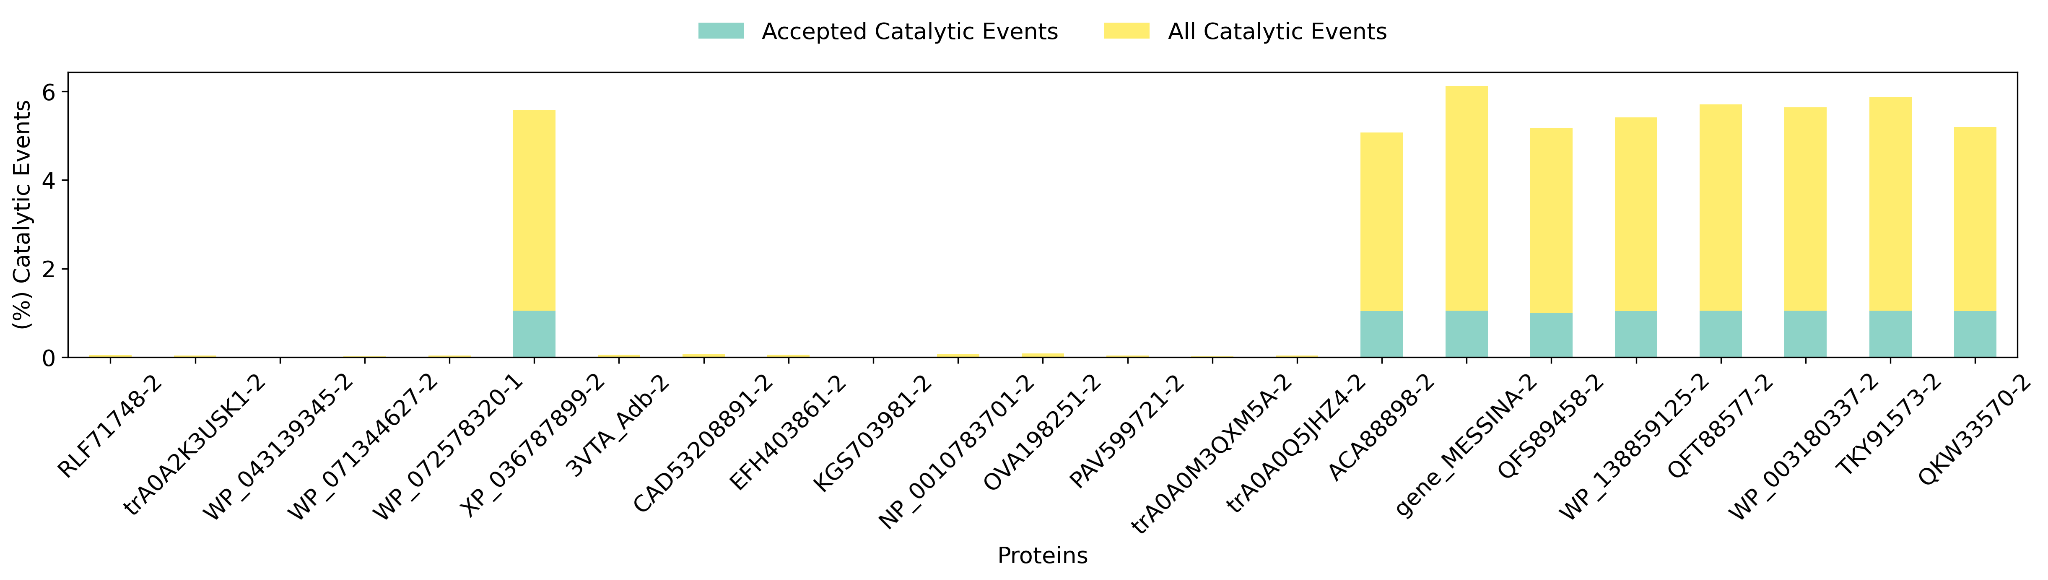 Accepted Catalytic Events
All Catalytic Events
(%) Catalytic Events
6
4
2
0
RLF71748-2
trA0A2K3USK1-2
WP_043139345-2
WP_071344627-2
WP_072578320-1
XP_036787899-2
3VTA_Adb-2
CAD53208891-2
EFH403861-2
KGS703981-2
NP_0010783701-2
OVA198251-2
PAV599721-2
trA0A0M3QXM5A-2
trA0A0Q5JHZ4-2
ACA88898-2
gene_MESSINA-2
QFS89458-2
WP_138859125-2
QFT88577-2
WP_003180337-2
TKY91573-2
QKW33570-2
Proteins